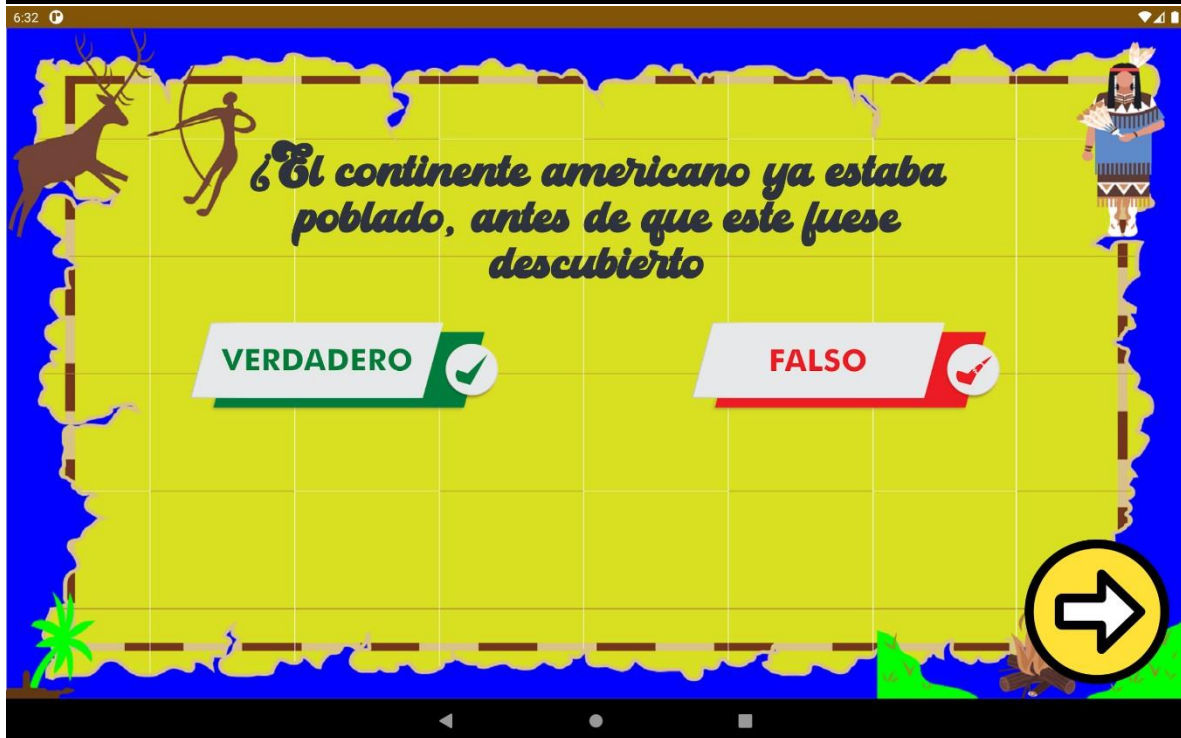 6:32
¿El continente americano ya estaba
poblado, antes de que este fuese
descubierto
VERDADERO
FALSO